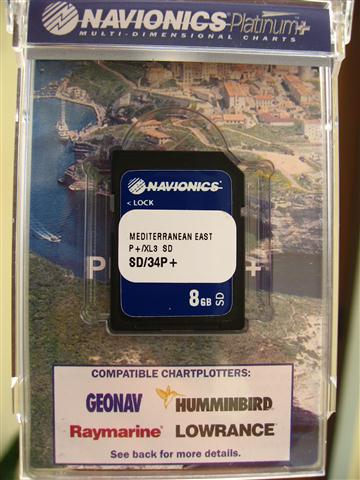 NAVIONICS Platinum+
MULTI-DIMENSIONAL CHARTS
NAVIONICS
< LOCK
MEDITERRANEAN EAST
P+/XL3 SD
SD/34P+
8GB SD
P +
COMPATIBLE CHARTPLOTTERS:
GEONAV HUMMINBIRD
Raymarine® LOWRANCE®
See back for more details.